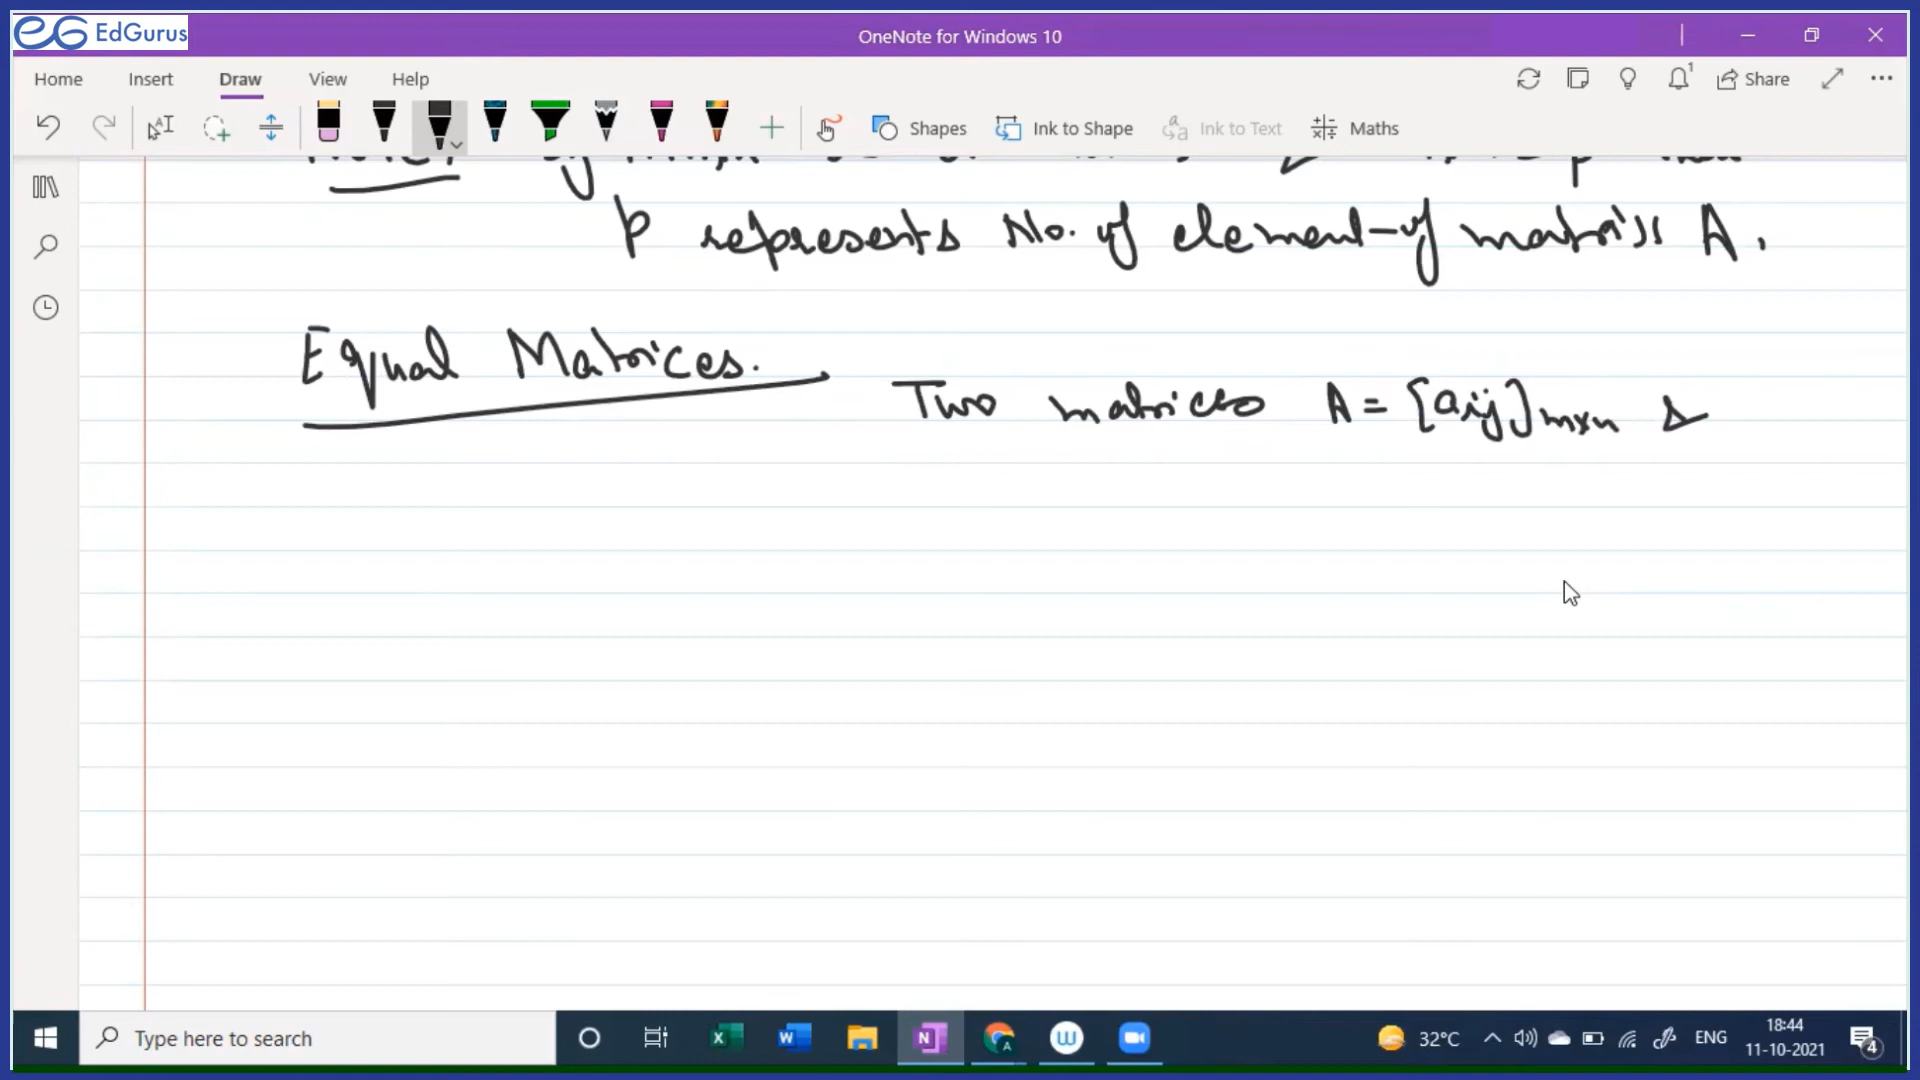 EdGurus
OneNote for Windows 10
Home Insert Draw View Help
1 Share
Shapes Ink to Shape Ink to Text Maths
p represents No. of element of matrix A.
Equal Matrices.
Two matrices A = [aij]m×n &
Type here to search
32°C ENG
18:44
11-10-2021
4